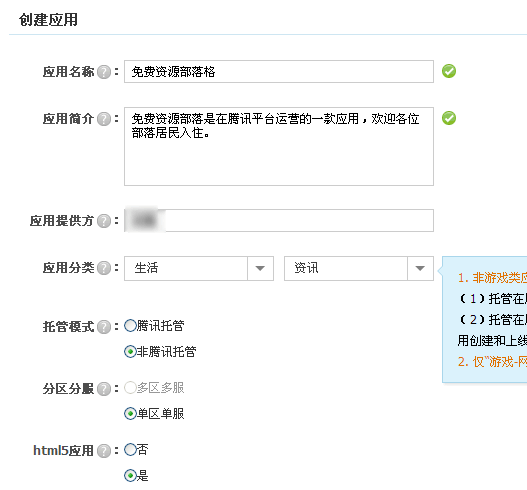 创建应用
应用名称?：
免费资源部落格
应用简介?：
免费资源部落是在腾讯平台运营的一款应用，欢迎各位
部落居民入住。
应用提供方?：
应用分类?：
生活
资讯
1. 非游戏类应
（1）托管在
（2）托管在
用创建和上线
2. 仅“游戏-网
托管模式?：
腾讯托管
非腾讯托管
分区分服?：
多区多服
单区单服
html5应用?：
否
是